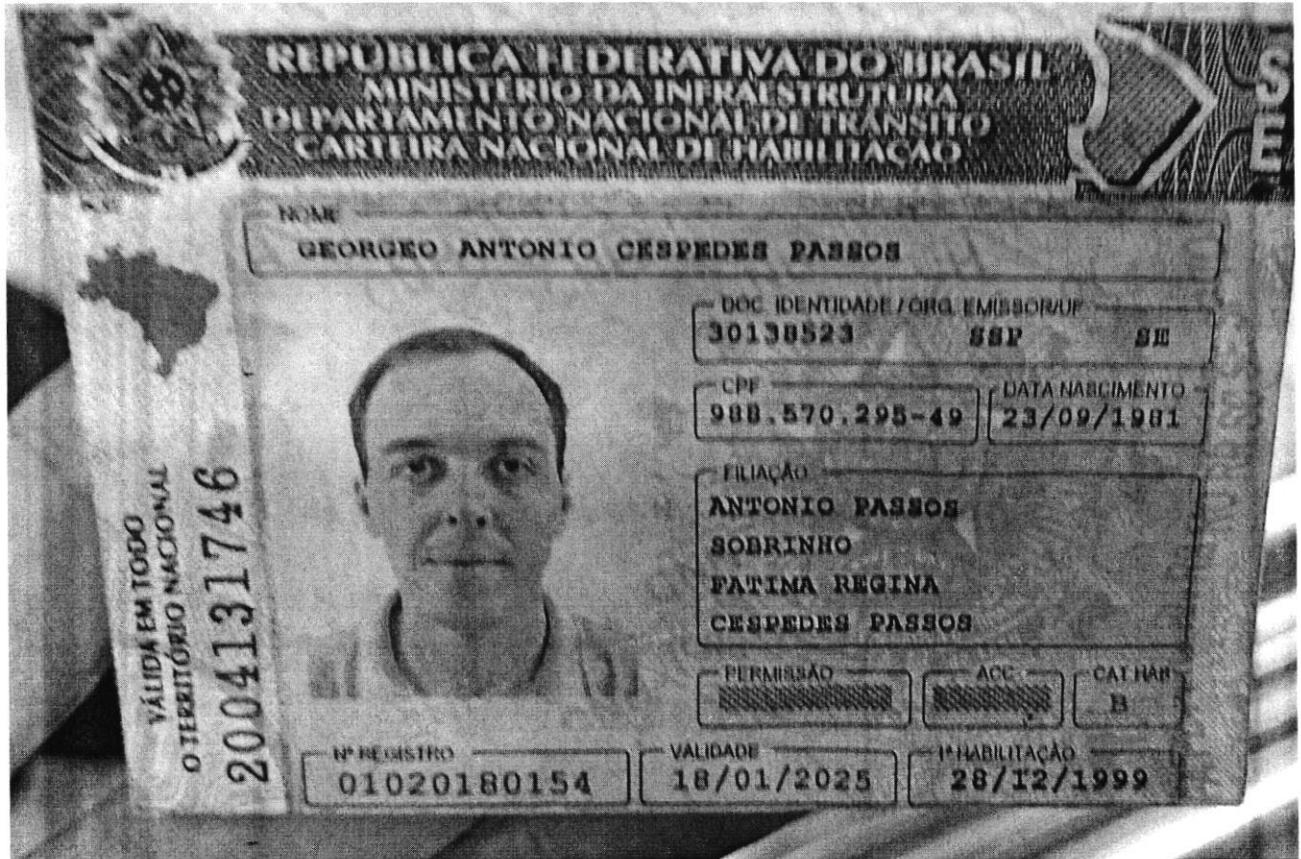 REPÚBLICA FEDERATIVA DO BRASIL
MINISTÉRIO DA INFRAESTRUTURA
DEPARTAMENTO NACIONAL DE TRÂNSITO
CARTEIRA NACIONAL DE HABILITAÇÃO
SE
NOME
GEORGEO ANTONIO CESPEDES PASSOS
DOC. IDENTIDADE / ORG. EMISSOR/UF
30138523 SSP SE
CPF
988.570.295-49
DATA NASCIMENTO
23/09/1981
FILIAÇÃO
ANTONIO PASSOS
SOBRINHO
FATIMA REGINA
CESPEDES PASSOS
PERMISSÃO
ACC
CAT HAB
B
Nº REGISTRO
01020180154
VALIDADE
18/01/2025
1ª HABILITAÇÃO
28/12/1999
VÁLIDA EM TODO
O TERRITÓRIO NACIONAL
2004131746